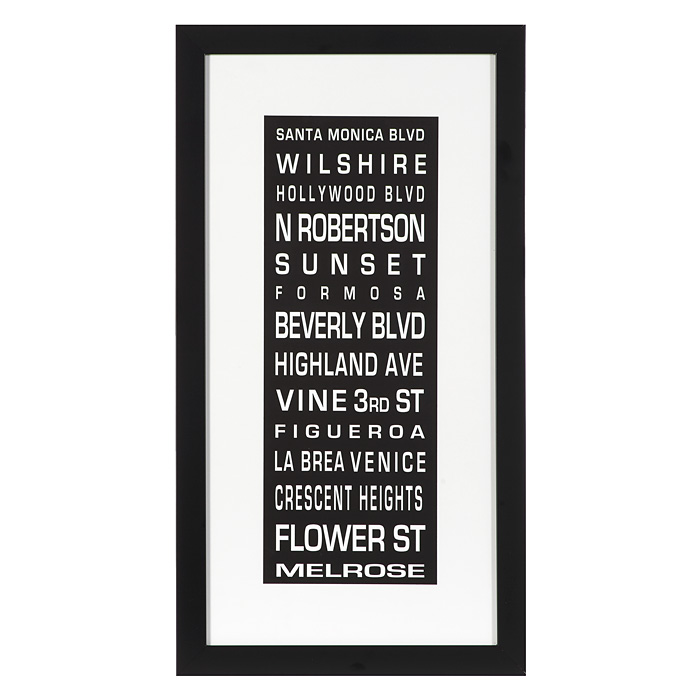 SANTA MONICA BLVD
WILSHIRE
HOLLYWOOD BLVD
N ROBERTSON
SUNSET
FORMOSA
BEVERLY BLVD
HIGHLAND AVE
VINE 3RD ST
FIGUEROA
LA BREA VENICE
CRESCENT HEIGHTS
FLOWER ST
MELROSE